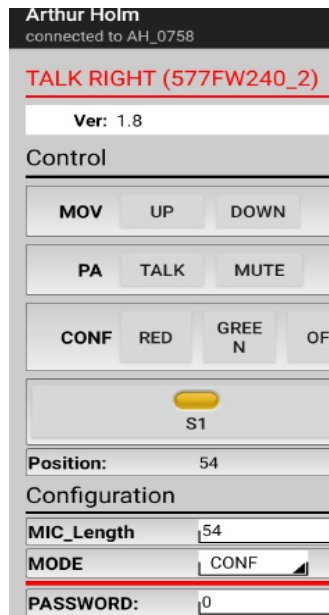 Arthur Holm
connected to AH_0758
TALK RIGHT (577FW240_2)
Ver: 1.8
Control
MOV UP DOWN
PA TALK MUTE
CONF RED GREE
N OF
S1
Position: 54
Configuration
MIC_Length 54
MODE CONF
PASSWORD: 0